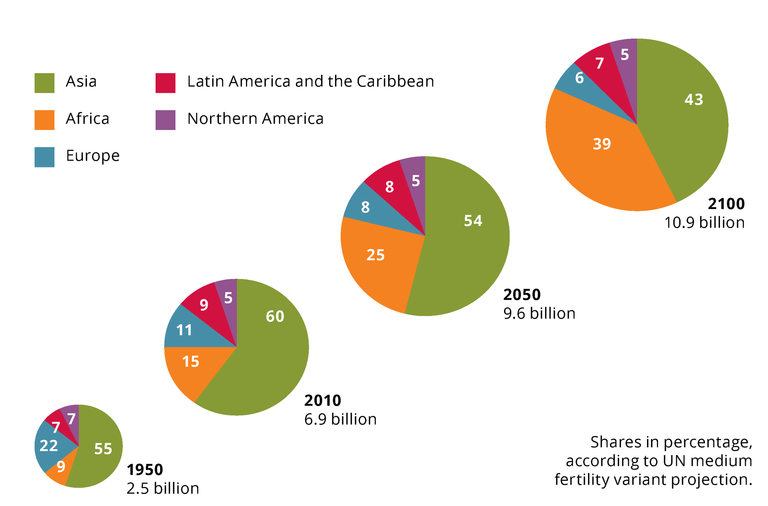 Asia
Latin America and the Caribbean
Africa
Northern America
Europe
5
7
6
43
39
2100
10.9 billion
5
8
8
54
25
2050
9.6 billion
5
9
11
60
15
2010
6.9 billion
7
7
22
55
9
1950
2.5 billion
Shares in percentage,
according to UN medium
fertility variant projection.